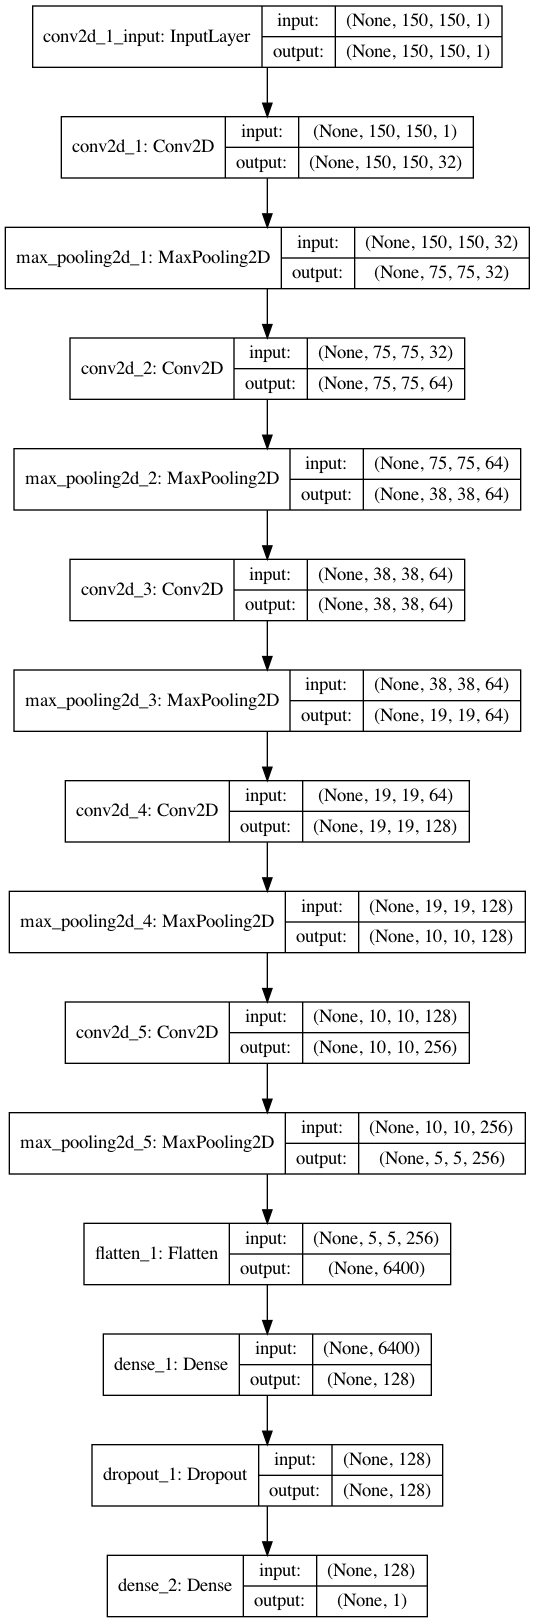 conv2d_1_input: InputLayer
input: (None, 150, 150, 1)
output: (None, 150, 150, 1)
conv2d_1: Conv2D
input: (None, 150, 150, 1)
output: (None, 150, 150, 32)
max_pooling2d_1: MaxPooling2D
input: (None, 150, 150, 32)
output: (None, 75, 75, 32)
conv2d_2: Conv2D
input: (None, 75, 75, 32)
output: (None, 75, 75, 64)
max_pooling2d_2: MaxPooling2D
input: (None, 75, 75, 64)
output: (None, 38, 38, 64)
conv2d_3: Conv2D
input: (None, 38, 38, 64)
output: (None, 38, 38, 64)
max_pooling2d_3: MaxPooling2D
input: (None, 38, 38, 64)
output: (None, 19, 19, 64)
conv2d_4: Conv2D
input: (None, 19, 19, 64)
output: (None, 19, 19, 128)
max_pooling2d_4: MaxPooling2D
input: (None, 19, 19, 128)
output: (None, 10, 10, 128)
conv2d_5: Conv2D
input: (None, 10, 10, 128)
output: (None, 10, 10, 256)
max_pooling2d_5: MaxPooling2D
input: (None, 10, 10, 256)
output: (None, 5, 5, 256)
flatten_1: Flatten
input: (None, 5, 5, 256)
output: (None, 6400)
dense_1: Dense
input: (None, 6400)
output: (None, 128)
dropout_1: Dropout
input: (None, 128)
output: (None, 128)
dense_2: Dense
input: (None, 128)
output: (None, 1)